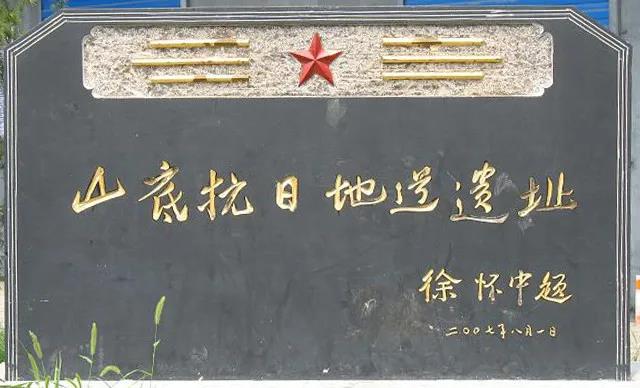 山底抗日地道遗址
徐怀中题
二〇〇七年八月一日